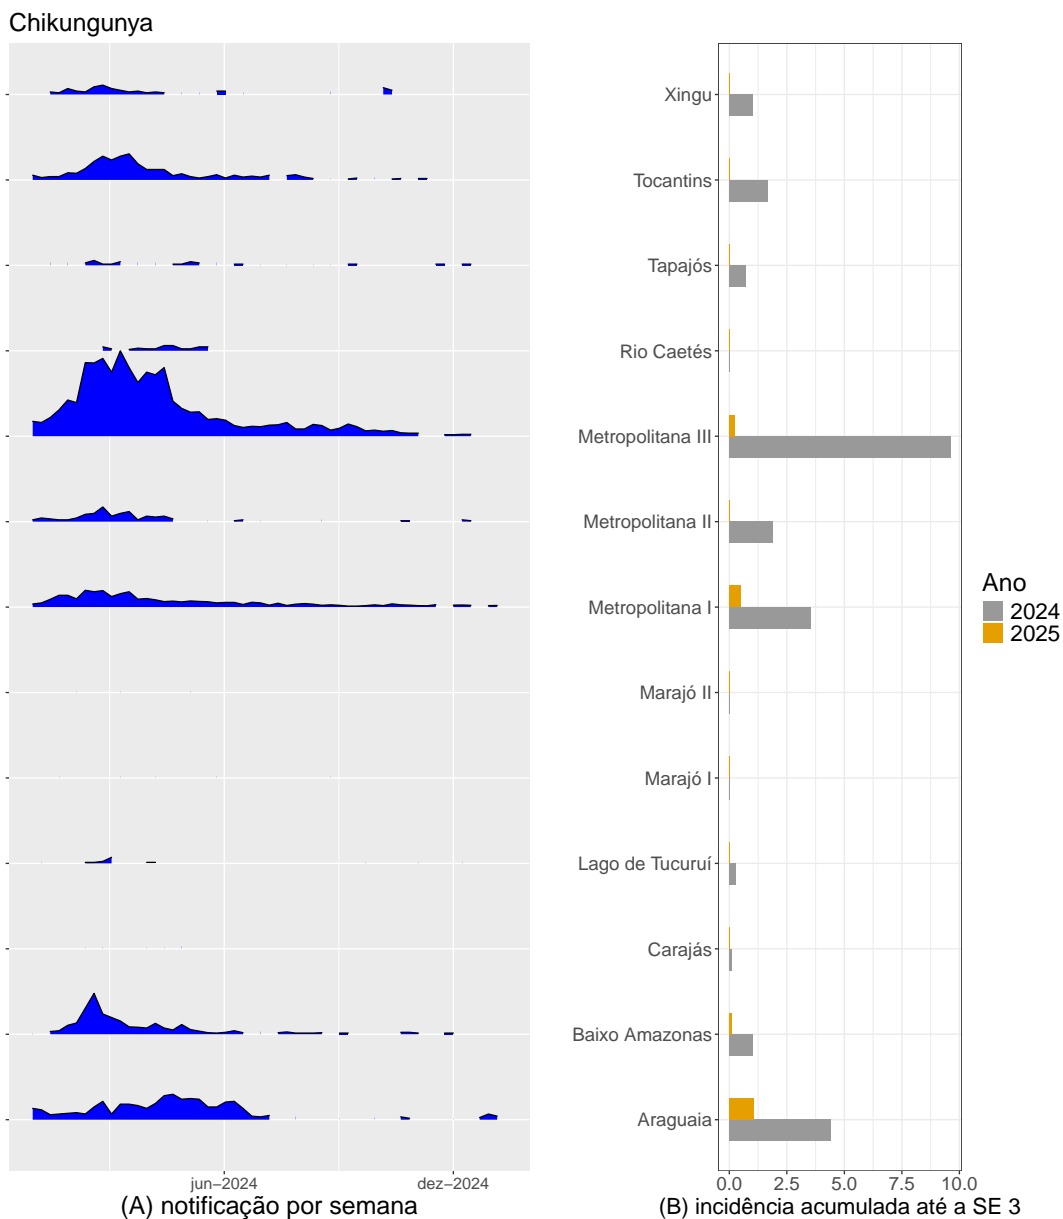 Chikungunya
Xingu
Tocantins
Tapajós
Rio Caetés
Metropolitana III
Metropolitana II
Metropolitana I
Marajó II
Marajó I
Lago de Tucuruí
Carajás
Baixo Amazonas
Araguaia
Ano
2024
2025
jun−2024 dez−2024
0.0 2.5 5.0 7.5 10.0
(A) notificação por semana
(B) incidência acumulada até a SE 3